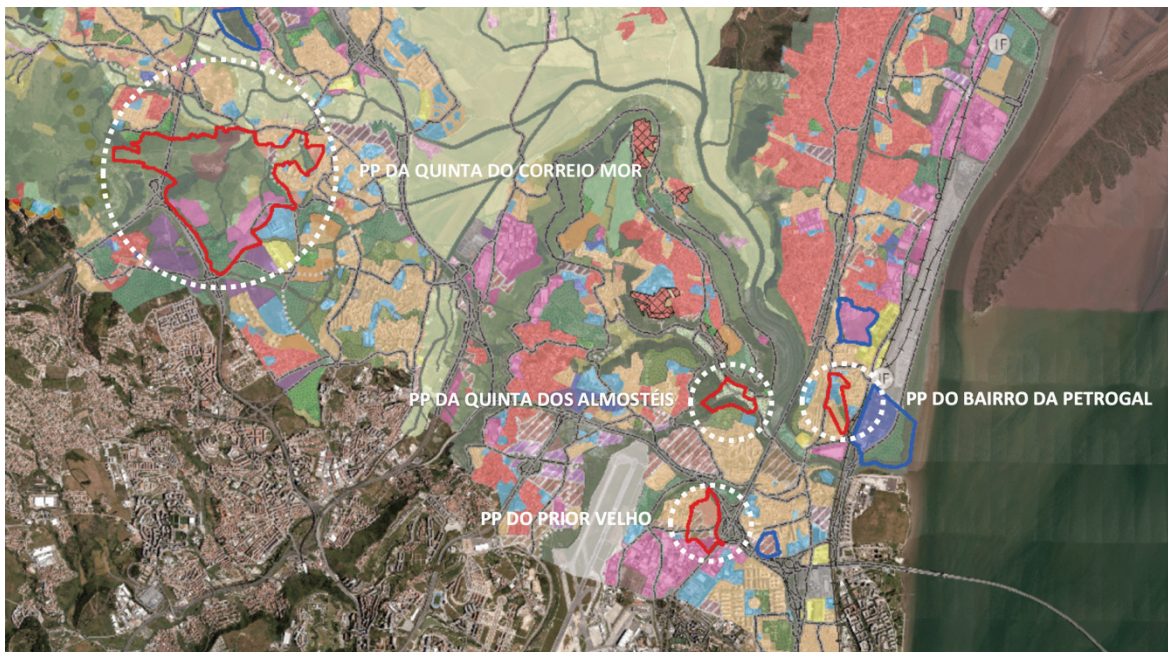 IF
PP DA QUINTA DO CORREIO MOR
IF
PP DA QUINTA DOS ALMOSTÉIS
PP DO BAIRRO DA PETROGAL
PP DO PRIOR VELHO